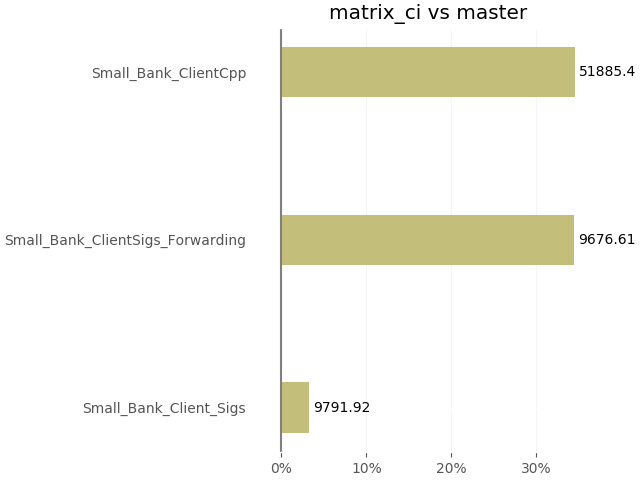 matrix_ci vs master
Small_Bank_ClientCpp
51885.4
Small_Bank_ClientSigs_Forwarding
9676.61
Small_Bank_Client_Sigs
9791.92
0% 10% 20% 30%